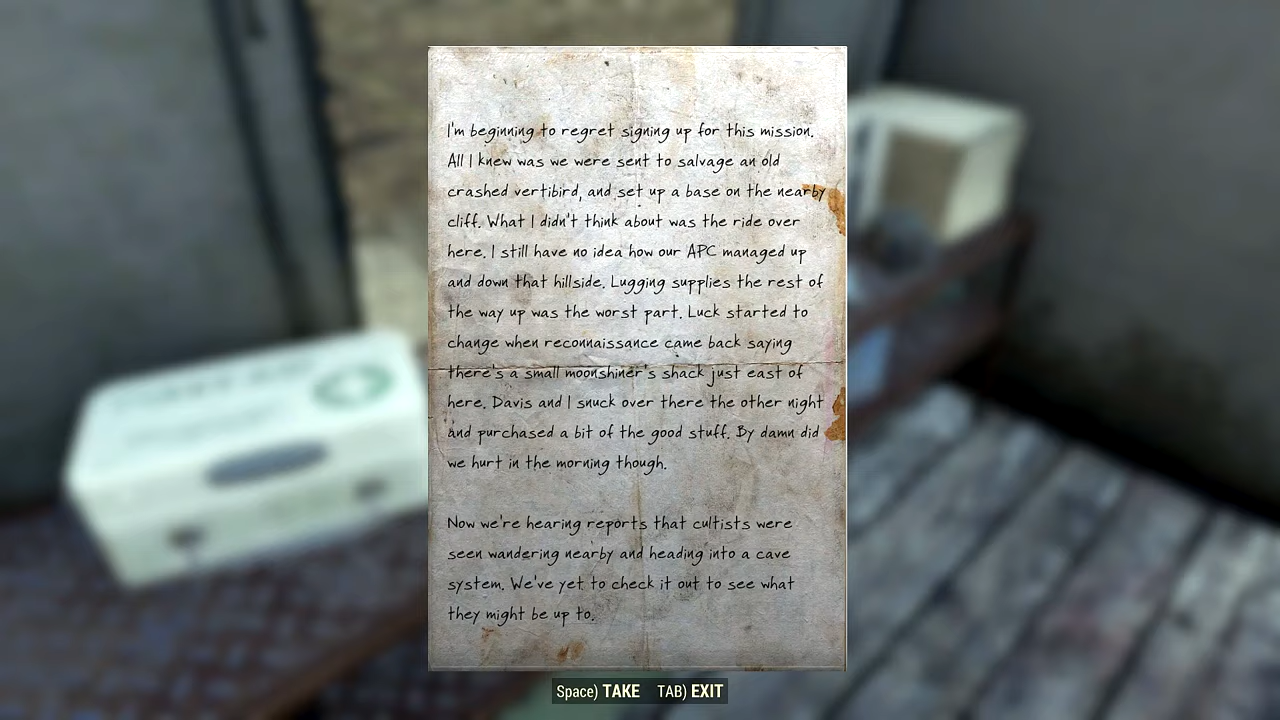 I'm beginning to regret signing up for this mission.
All I knew was we were sent to salvage an old
crashed vertibird, and set up a base on the nearby
cliff. What I didn't think about was the ride over
here. I still have no idea how our APC managed up
and down that hillside. Lugging supplies the rest of
the way up was the worst part. Luck started to
change when reconnaissance came back saying
there's a small moonshiner's shack just east of
here. Davis and I snuck over there the other night
and purchased a bit of the good stuff. By damn did
we hurt in the morning though.
Now we're hearing reports that cultists were
seen wandering nearby and heading into a cave
system. We've yet to check it out to see what
they might be up to.
Space) TAKE TAB) EXIT